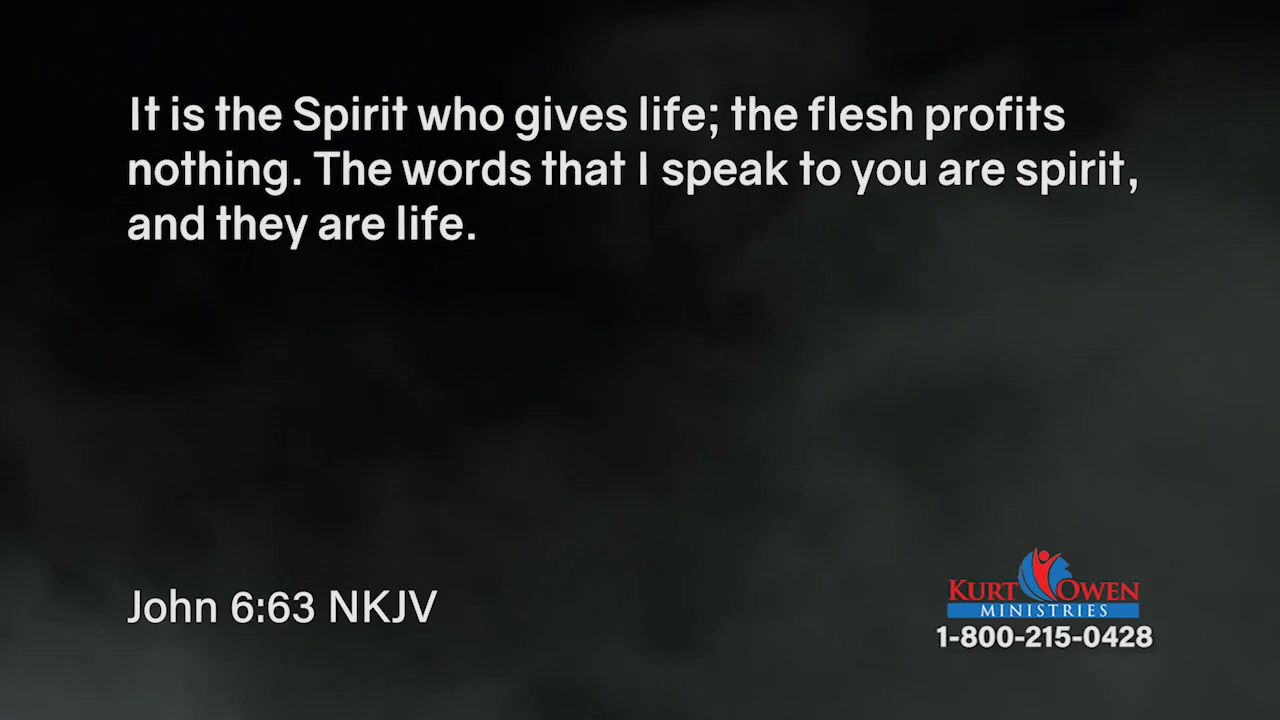 It is the Spirit who gives life; the flesh profits
nothing. The words that I speak to you are spirit,
and they are life.
John 6:63 NKJV
KURT OWEN
MINISTRIES
1-800-215-0428